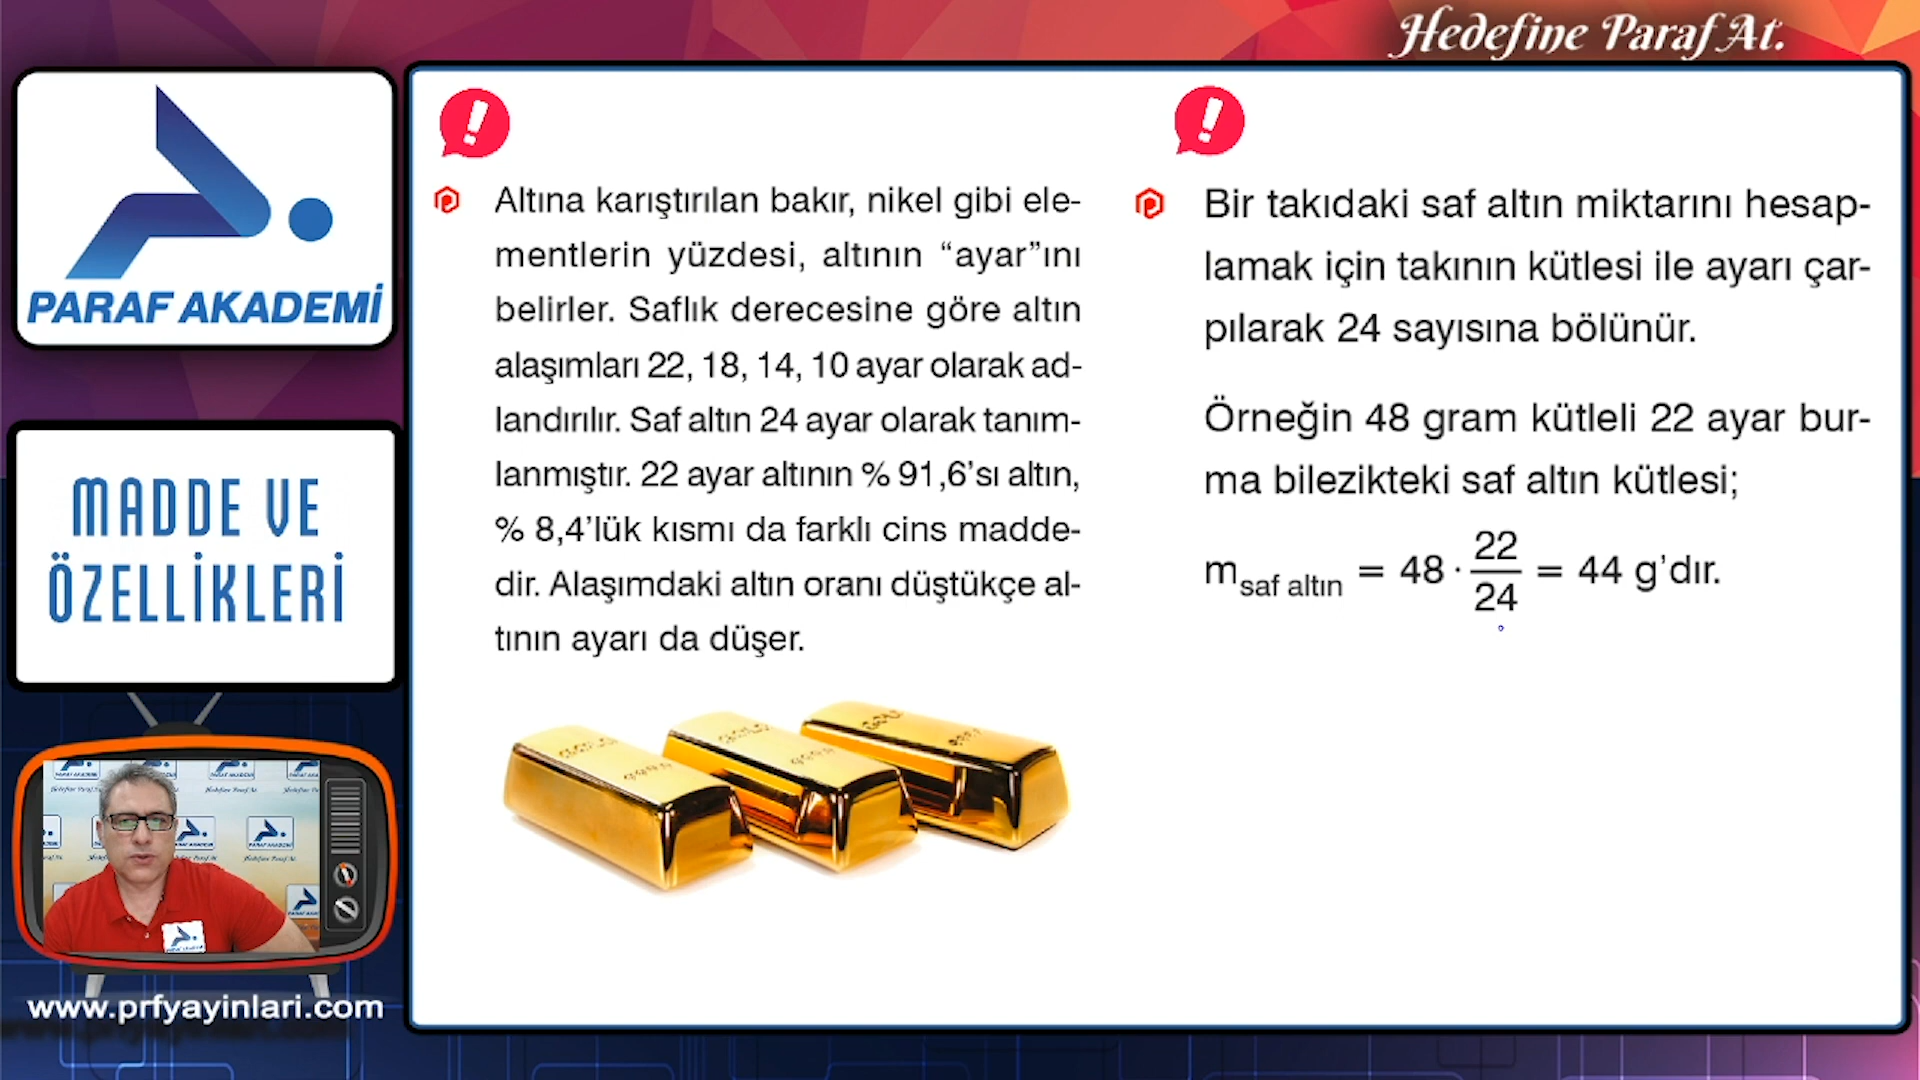 Hedefine Paraf At.
PARAF AKADEMİ
MADDE VE
ÖZELLİKLERİ
www.prfyayinlari.com
Altına karıştırılan bakır, nikel gibi ele-
mentlerin yüzdesi, altının “ayar”ını
belirler. Saflık derecesine göre altın
alaşımları 22, 18, 14, 10 ayar olarak ad-
landırılır. Saf altın 24 ayar olarak tanım-
lanmıştır. 22 ayar altının % 91,6’sı altın,
% 8,4’lük kısmı da farklı cins madde-
dir. Alaşımdaki altın oranı düştükçe al-
tının ayarı da düşer.
Bir takıdaki saf altın miktarını hesap-
lamak için takının kütlesi ile ayarı çar-
pılarak 24 sayısına bölünür.
Örneğin 48 gram kütleli 22 ayar bur-
ma bilezikteki saf altın kütlesi;
m saf altın = 48 · 22/24 = 44 g’dır.